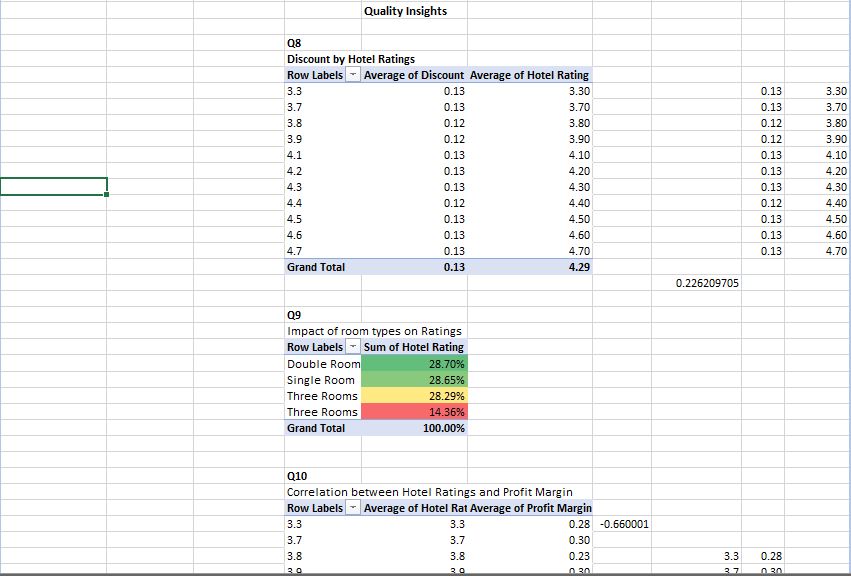 Quality Insights
Q8
Discount by Hotel Ratings
Row Labels Average of Discount Average of Hotel Rating
3.3 0.13 3.30 0.13 3.30
3.7 0.13 3.70 0.13 3.70
3.8 0.12 3.80 0.12 3.80
3.9 0.12 3.90 0.12 3.90
4.1 0.13 4.10 0.13 4.10
4.2 0.13 4.20 0.13 4.20
4.3 0.13 4.30 0.13 4.30
4.4 0.12 4.40 0.12 4.40
4.5 0.13 4.50 0.13 4.50
4.6 0.13 4.60 0.13 4.60
4.7 0.13 4.70 0.13 4.70
Grand Total 0.13 4.29
0.226209705
Q9
Impact of room types on Ratings
Row Labels Sum of Hotel Rating
Double Room 28.70%
Single Room 28.65%
Three Rooms 28.29%
Three Rooms 14.36%
Grand Total 100.00%
Q10
Correlation between Hotel Ratings and Profit Margin
Row Labels Average of Hotel Rat Average of Profit Margin
3.3 3.3 0.28 -0.660001
3.7 3.7 0.30
3.8 3.8 0.23 3.3 0.28
3.9 3.9 0.30 3.7 0.30